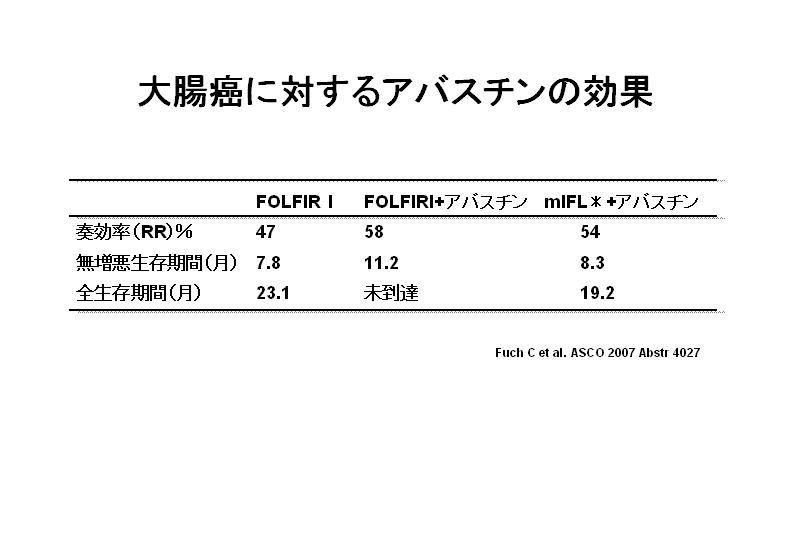 大腸癌に対するアバスチンの効果
FOLFIRI FOLFIRI+アバスチン mIFL＊+アバスチン
奏効率（RR）% 47 58 54
無増悪生存期間（月） 7.8 11.2 8.3
全生存期間（月） 23.1 未到達 19.2
Fuch C et al. ASCO 2007 Abstr 4027